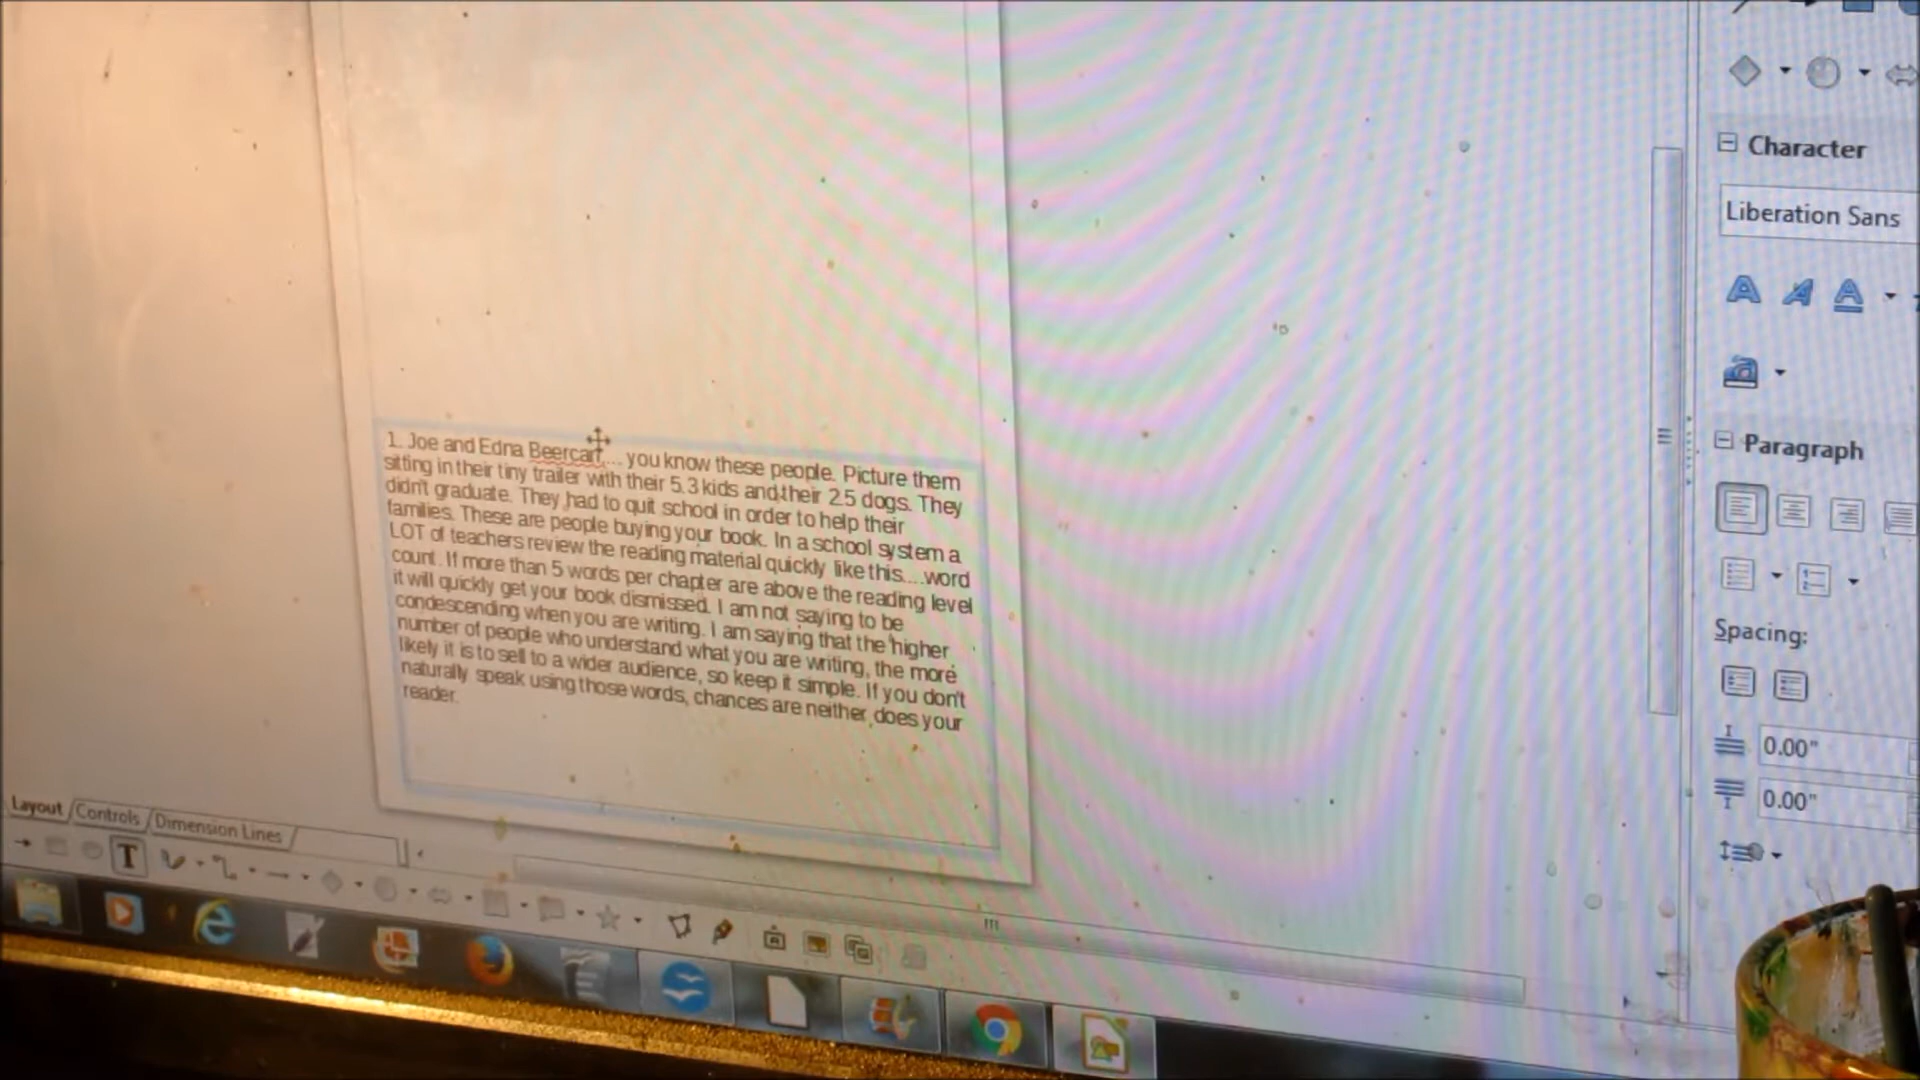 Character
Liberation Sans
Paragraph
Spacing:
0.00"
0.00"
1. Joe and Edna Beercart.... you know these people. Picture them
sitting in their tiny trailer with their 5.3 kids and their 2.5 dogs. They
didn't graduate. They had to quit school in order to help their
families. These are people buying your book. In a school system a
LOT of teachers review the reading material quickly like this....word
count. If more than 5 words per chapter are above the reading level
it will quickly get your book dismissed. I am not saying to be
condescending when you are writing. I am saying that the higher
number of people who understand what you are writing, the more
likely it is to sell to a wider audience, so keep it simple. If you don't
naturally speak using those words, chances are neither does your
reader.
Layout Controls Dimension Lines